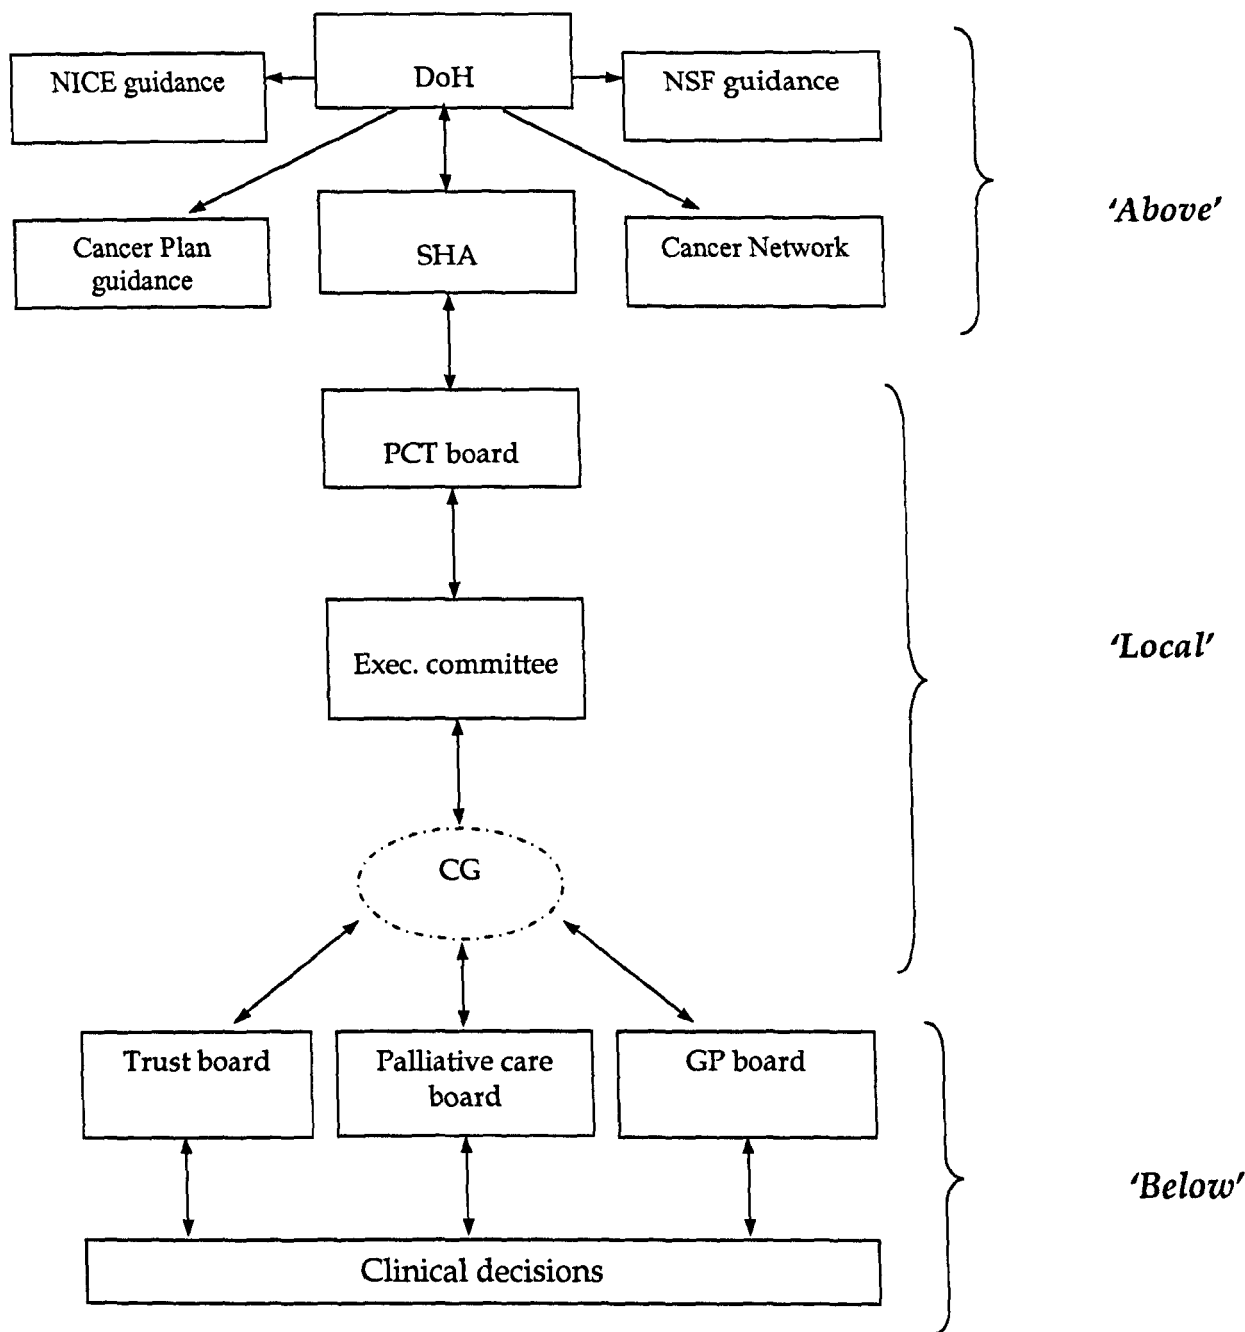 NICE guidance
DoH
NSF guidance
Cancer Plan
guidance
SHA
Cancer Network
'Above'
PCT board
Exec. committee
'Local'
CG
Trust board
Palliative care
board
GP board
'Below'
Clinical decisions